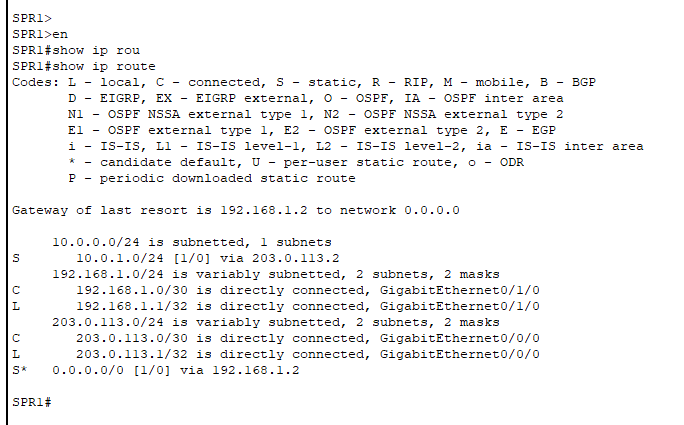 SPR1>
SPR1>en
SPR1#show ip rou
SPR1#show ip route
Codes: L - local, C - connected, S - static, R - RIP, M - mobile, B - BGP
       D - EIGRP, EX - EIGRP external, O - OSPF, IA - OSPF inter area
       N1 - OSPF NSSA external type 1, N2 - OSPF NSSA external type 2
       E1 - OSPF external type 1, E2 - OSPF external type 2, E - EGP
       i - IS-IS, L1 - IS-IS level-1, L2 - IS-IS level-2, ia - IS-IS inter area
       * - candidate default, U - per-user static route, o - ODR
       P - periodic downloaded static route
Gateway of last resort is 192.168.1.2 to network 0.0.0.0
     10.0.0.0/24 is subnetted, 1 subnets
S       10.0.1.0/24 [1/0] via 203.0.113.2
     192.168.1.0/24 is variably subnetted, 2 subnets, 2 masks
C       192.168.1.0/30 is directly connected, GigabitEthernet0/1/0
L       192.168.1.1/32 is directly connected, GigabitEthernet0/1/0
     203.0.113.0/24 is variably subnetted, 2 subnets, 2 masks
C       203.0.113.0/30 is directly connected, GigabitEthernet0/0/0
L       203.0.113.1/32 is directly connected, GigabitEthernet0/0/0
S*   0.0.0.0/0 [1/0] via 192.168.1.2
SPR1#